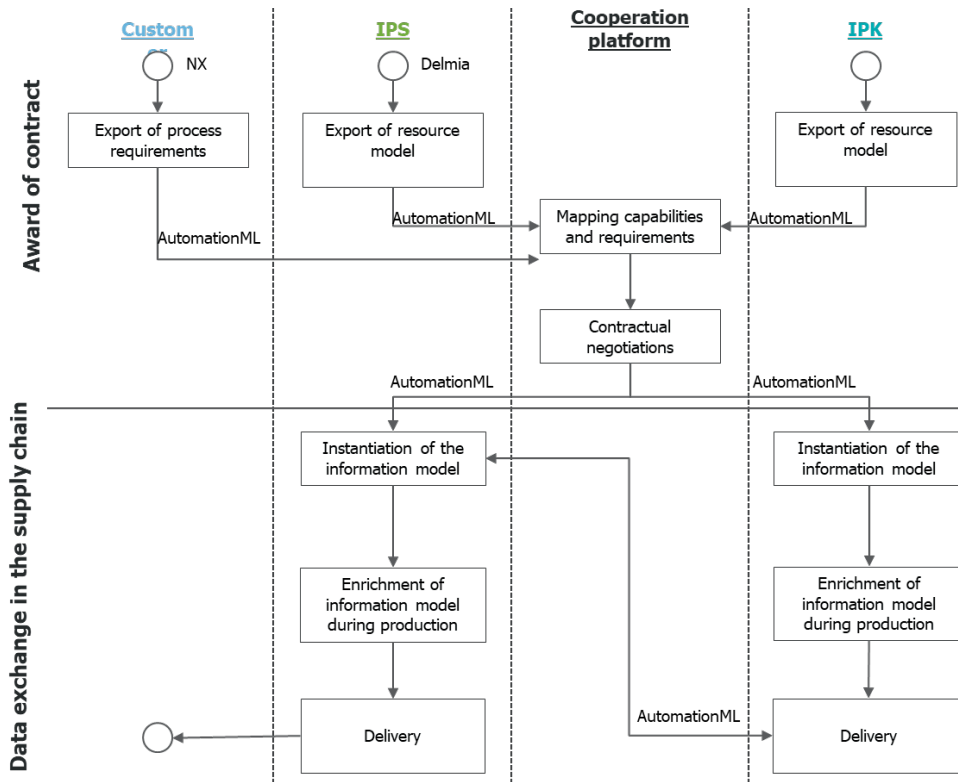 Custom
er
IPS
Cooperation
platform
IPK
NX
Delmia
Award of contract
Export of process
requirements
Export of resource
model
Export of resource
model
AutomationML
AutomationML
AutomationML
Mapping capabilities
and requirements
Contractual
negotiations
AutomationML
AutomationML
Data exchange in the supply chain
Instantiation of the
information model
Instantiation of the
information model
Enrichment of
information model
during production
Enrichment of
information model
during production
AutomationML
Delivery
Delivery